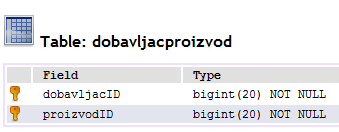 Table: dobavljacproizvod
Field Type
dobavljacID bigint(20) NOT NULL
proizvodID bigint(20) NOT NULL